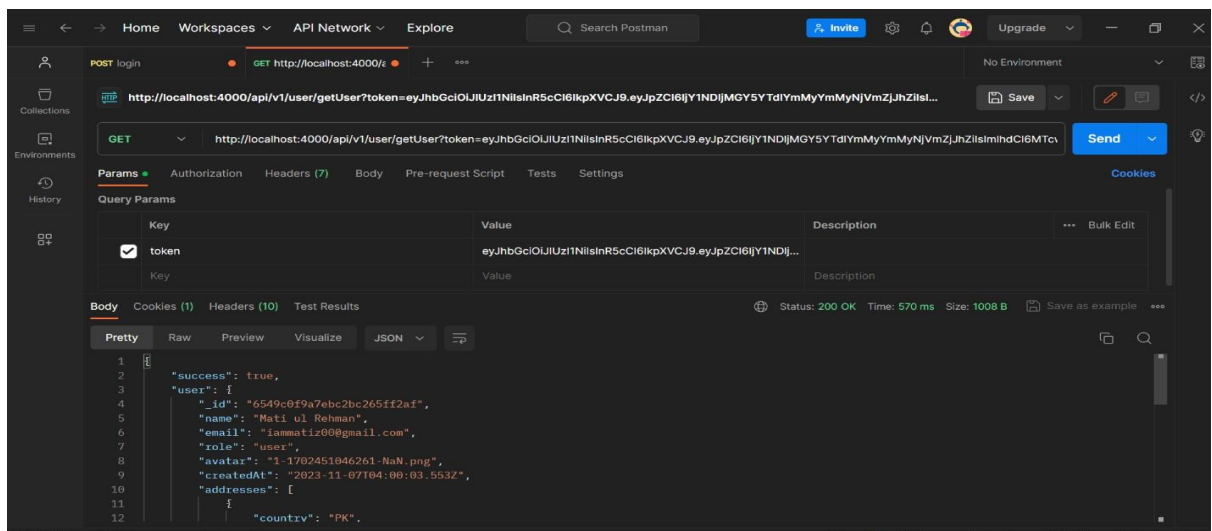 Home Workspaces API Network Explore Search Postman Invite Upgrade
POST login GET http://localhost:4000/a No Environment
HTTP http://localhost:4000/api/v1/user/getUser?token=eyJhbGciOiJIUzI1NiIsInR5cCI6IkpXVCJ9.eyJpZCI6IjY1NDljMGY5YTdlYmMyYmMyNjVmZjJhZiIsI... Save
Collections
GET http://localhost:4000/api/v1/user/getUser?token=eyJhbGciOiJIUzI1NiIsInR5cCI6IkpXVCJ9.eyJpZCI6IjY1NDljMGY5YTdlYmMyYmMyNjVmZjJhZiIsImlhdCI6MTcv Send
Environments
Params Authorization Headers (7) Body Pre-request Script Tests Settings Cookies
History
Query Params
Key Value Description Bulk Edit
token eyJhbGciOiJIUzI1NiIsInR5cCI6IkpXVCJ9.eyJpZCI6IjY1NDlj...
Key Value Description
Body Cookies (1) Headers (10) Test Results Status: 200 OK Time: 570 ms Size: 1008 B Save as example
Pretty Raw Preview Visualize JSON
1 {
2 "success": true,
3 "user": {
4 "_id": "6549c0f9a7ebc2bc265ff2af",
5 "name": "Mati ul Rehman",
6 "email": "iammatiz00@gmail.com",
7 "role": "user",
8 "avatar": "1-1702451046261-NaN.png",
9 "createdAt": "2023-11-07T04:00:03.553Z",
10 "addresses": [
11 {
12 "country": "PK",